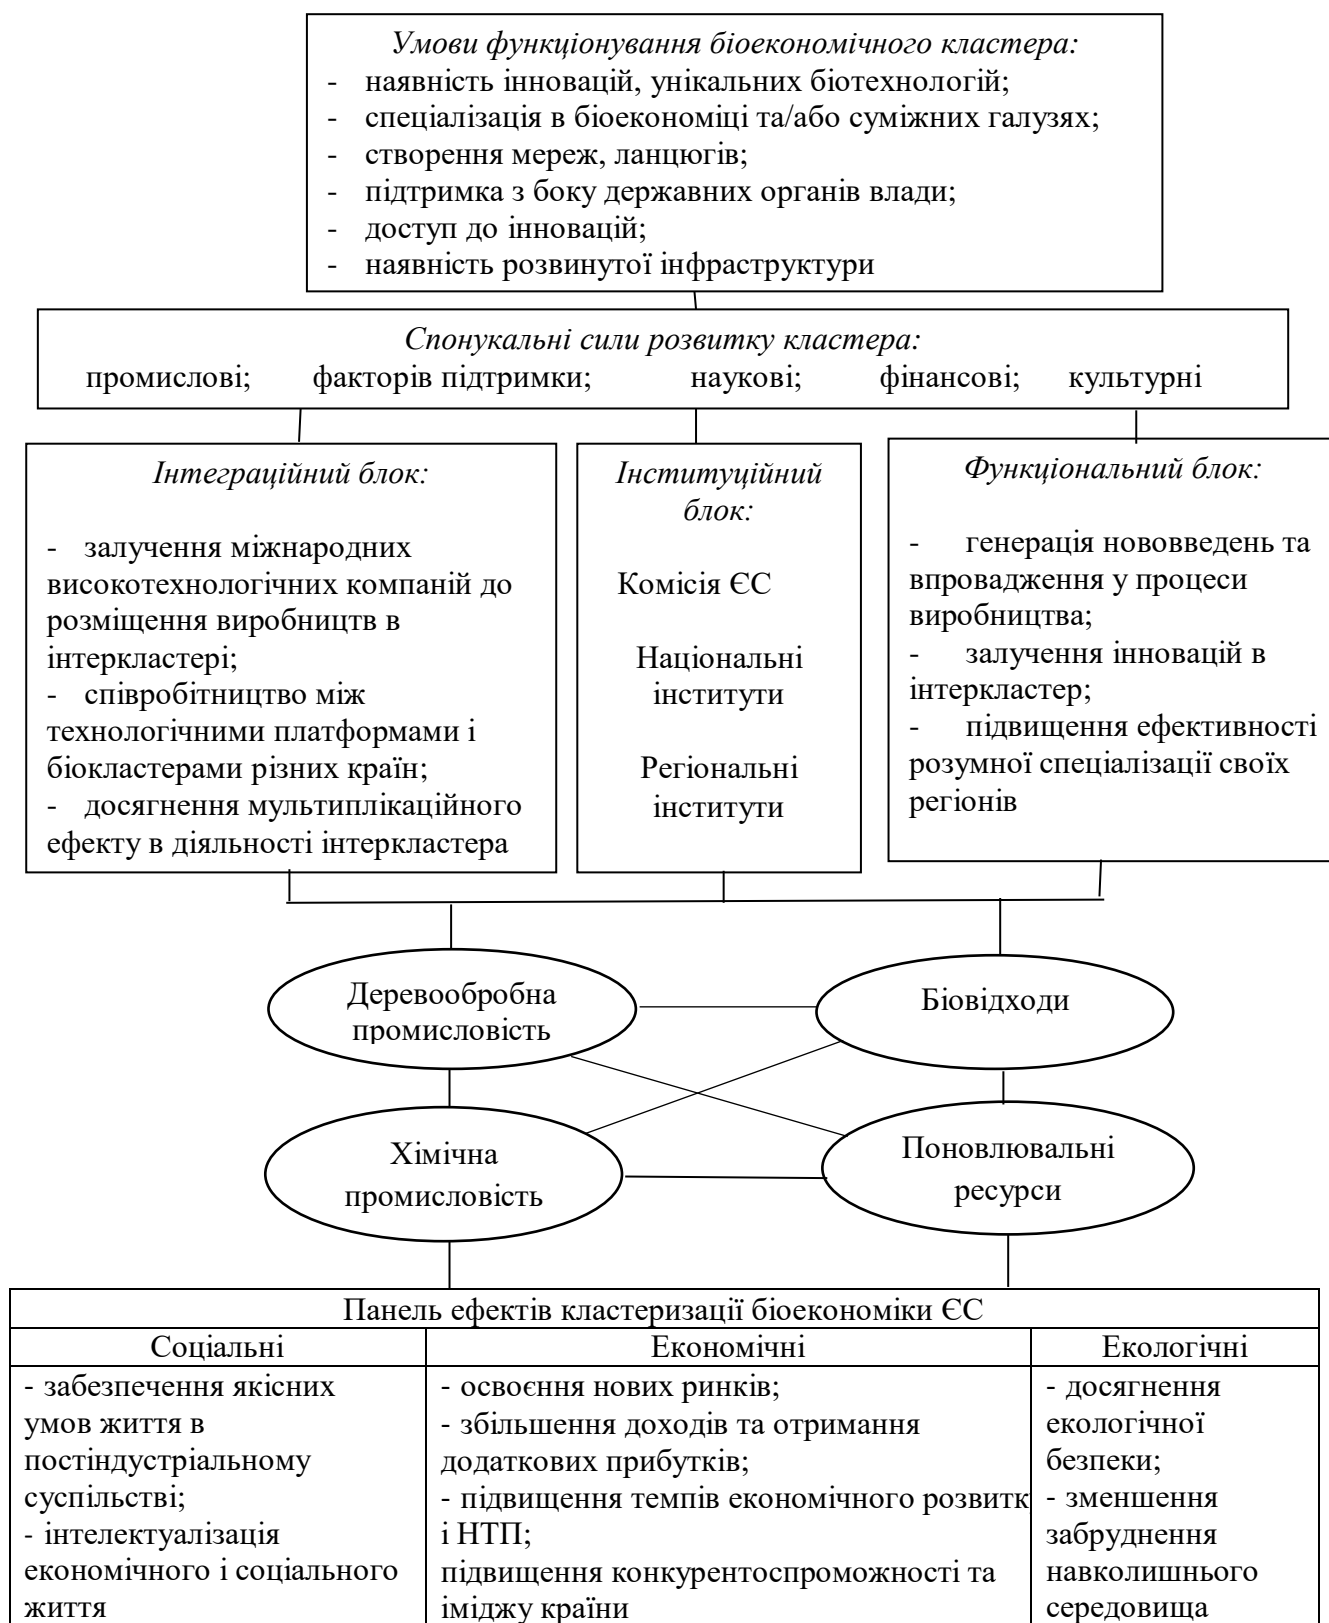 Умови функціонування біоекономічного кластера:
- наявність інновацій, унікальних біотехнологій;
- спеціалізація в біоекономіці та/або суміжних галузях;
- створення мереж, ланцюгів;
- підтримка з боку державних органів влади;
- доступ до інновацій;
- наявність розвинутої інфраструктури
Спонукальні сили розвитку кластера:
промислові; факторів підтримки; наукові; фінансові; культурні
Інтеграційний блок:
- залучення міжнародних
високотехнологічних компаній до
розміщення виробництв в
інтеркластері;
- співробітництво між
технологічними платформами і
біокластерами різних країн;
- досягнення мультиплікаційного
ефекту в діяльності інтеркластера
Інституційний
блок:
Комісія ЄС
Національні
інститути
Регіональні
інститути
Функціональний блок:
- генерація нововведень та
впровадження у процеси
виробництва;
- залучення інновацій в
інтеркластер;
- підвищення ефективності
розумної спеціалізації своїх
регіонів
Деревообробна
промисловість
Біовідходи
Хімічна
промисловість
Поновлювальні
ресурси
Панель ефектів кластеризації біоекономіки ЄС
Соціальні
Економічні
Екологічні
- забезпечення якісних
умов життя в
постіндустріальному
суспільстві;
- інтелектуалізація
економічного і соціального
життя
- освоєння нових ринків;
- збільшення доходів та отримання
додаткових прибутків;
- підвищення темпів економічного розвитк
і НТП;
підвищення конкурентоспроможності та
іміджу країни
- досягнення
екологічної
безпеки;
- зменшення
забруднення
навколишнього
середовища